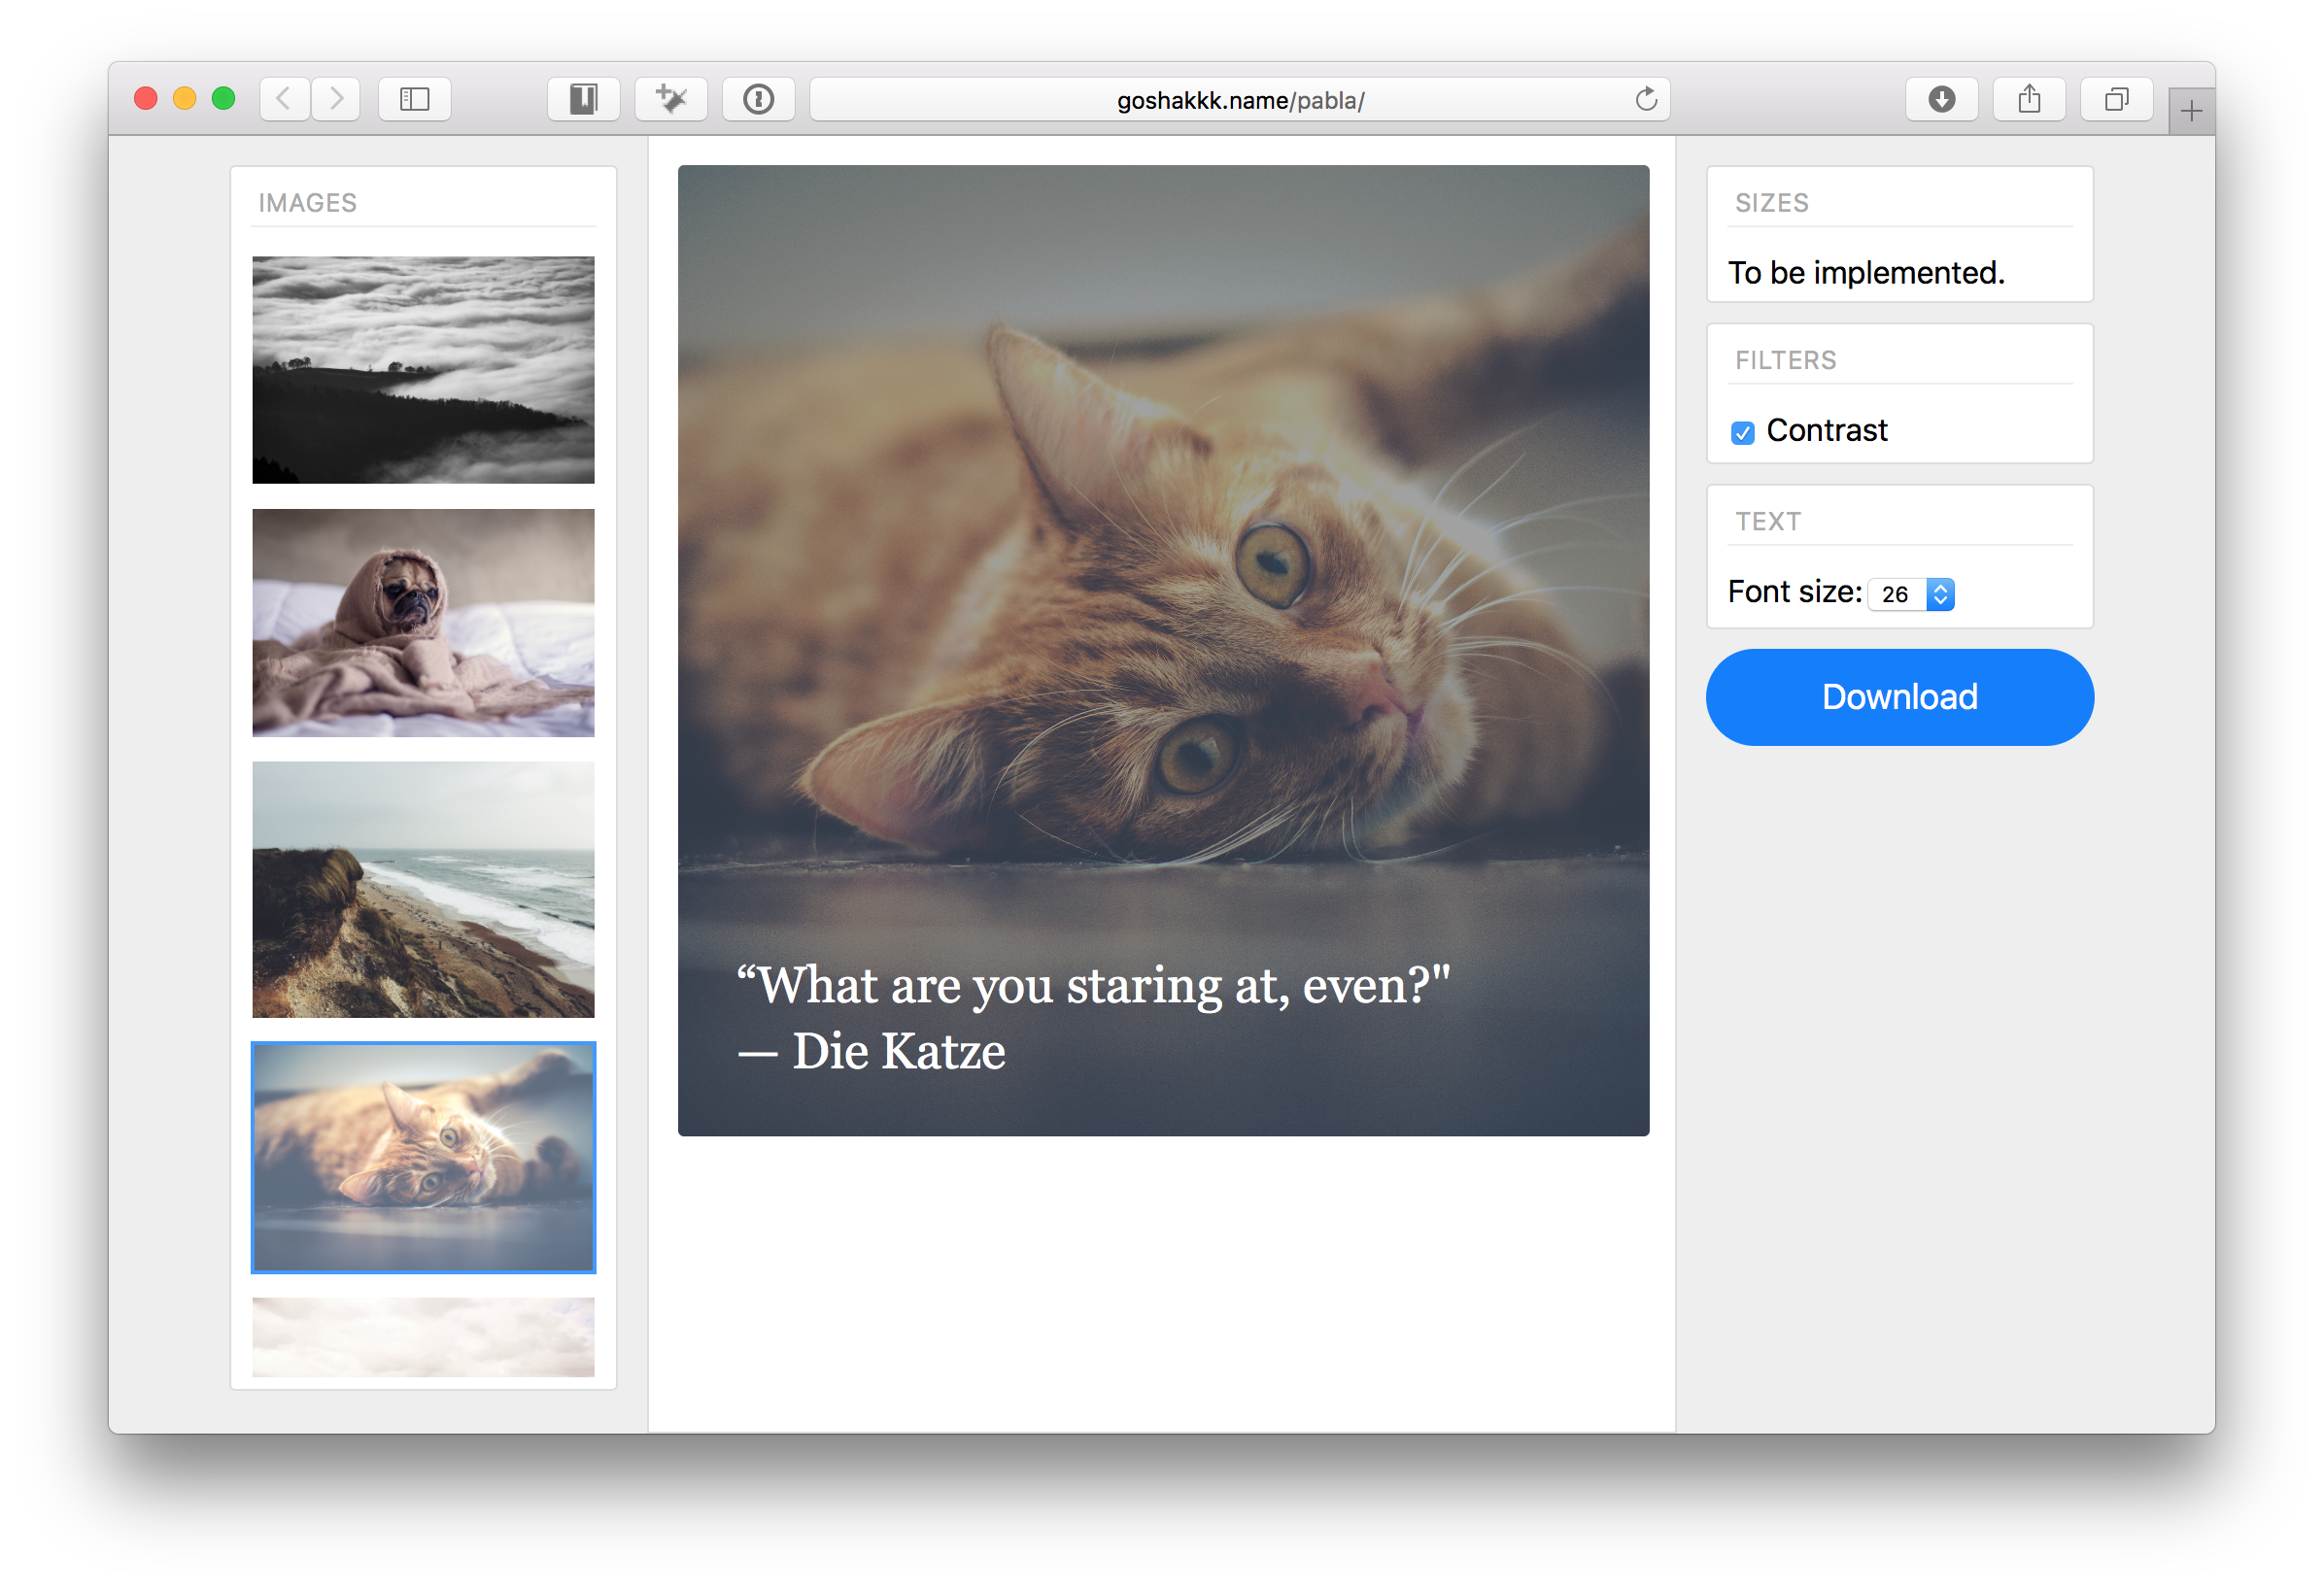 goshakkk.name/pabla/
IMAGES
“What are you staring at, even?"
— Die Katze
SIZES
To be implemented.
FILTERS
Contrast
TEXT
Font size: 26
Download